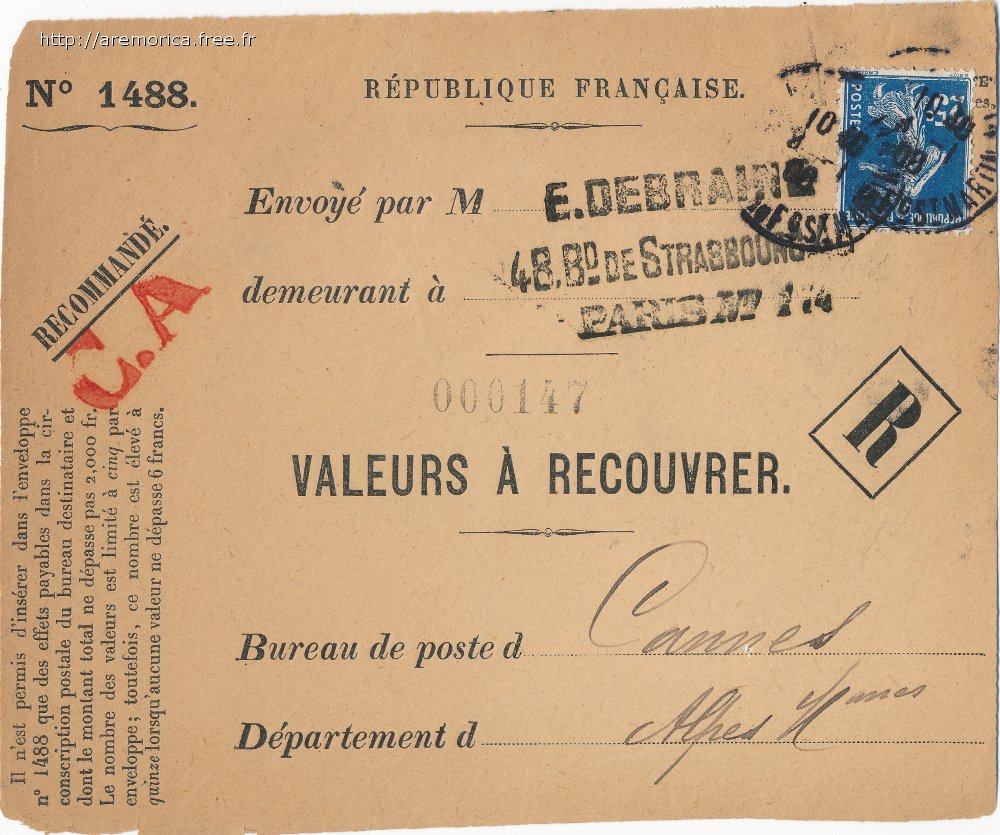 http://aremorica.free.fr
N° 1488.
RÉPUBLIQUE FRANÇAISE.
RECOMMANDÉ.
C.A
Envoyé par M E. DEBRAINE
demeurant à 48, BD DE STRASBOURG
PARIS No 174
000147
R
VALEURS À RECOUVRER.
Bureau de poste d Cannes
Département d Alpes Mmes
Il n'est permis d'insérer dans l'enveloppe
n° 1488 que des effets payables dans la cir-
conscription postale du bureau destinataire et
dont le montant total ne dépasse pas 2,000 fr.
Le nombre des valeurs est limité à cinq par
enveloppe; toutefois, ce nombre est élevé à
quinze lorsqu'aucune valeur ne dépasse 6 francs.
25
POSTE